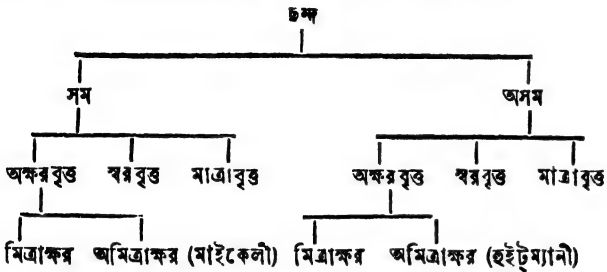 ছন্দ
সম অসম
অক্ষরবৃত্ত স্বরবৃত্ত মাত্রাবৃত্ত অক্ষরবৃত্ত স্বরবৃত্ত মাত্রাবৃত্ত
মিত্রাক্ষর অমিত্রাক্ষর (মাইকেলী) মিত্রাক্ষর অমিত্রাক্ষর (হুইট্‌ম্যানী)